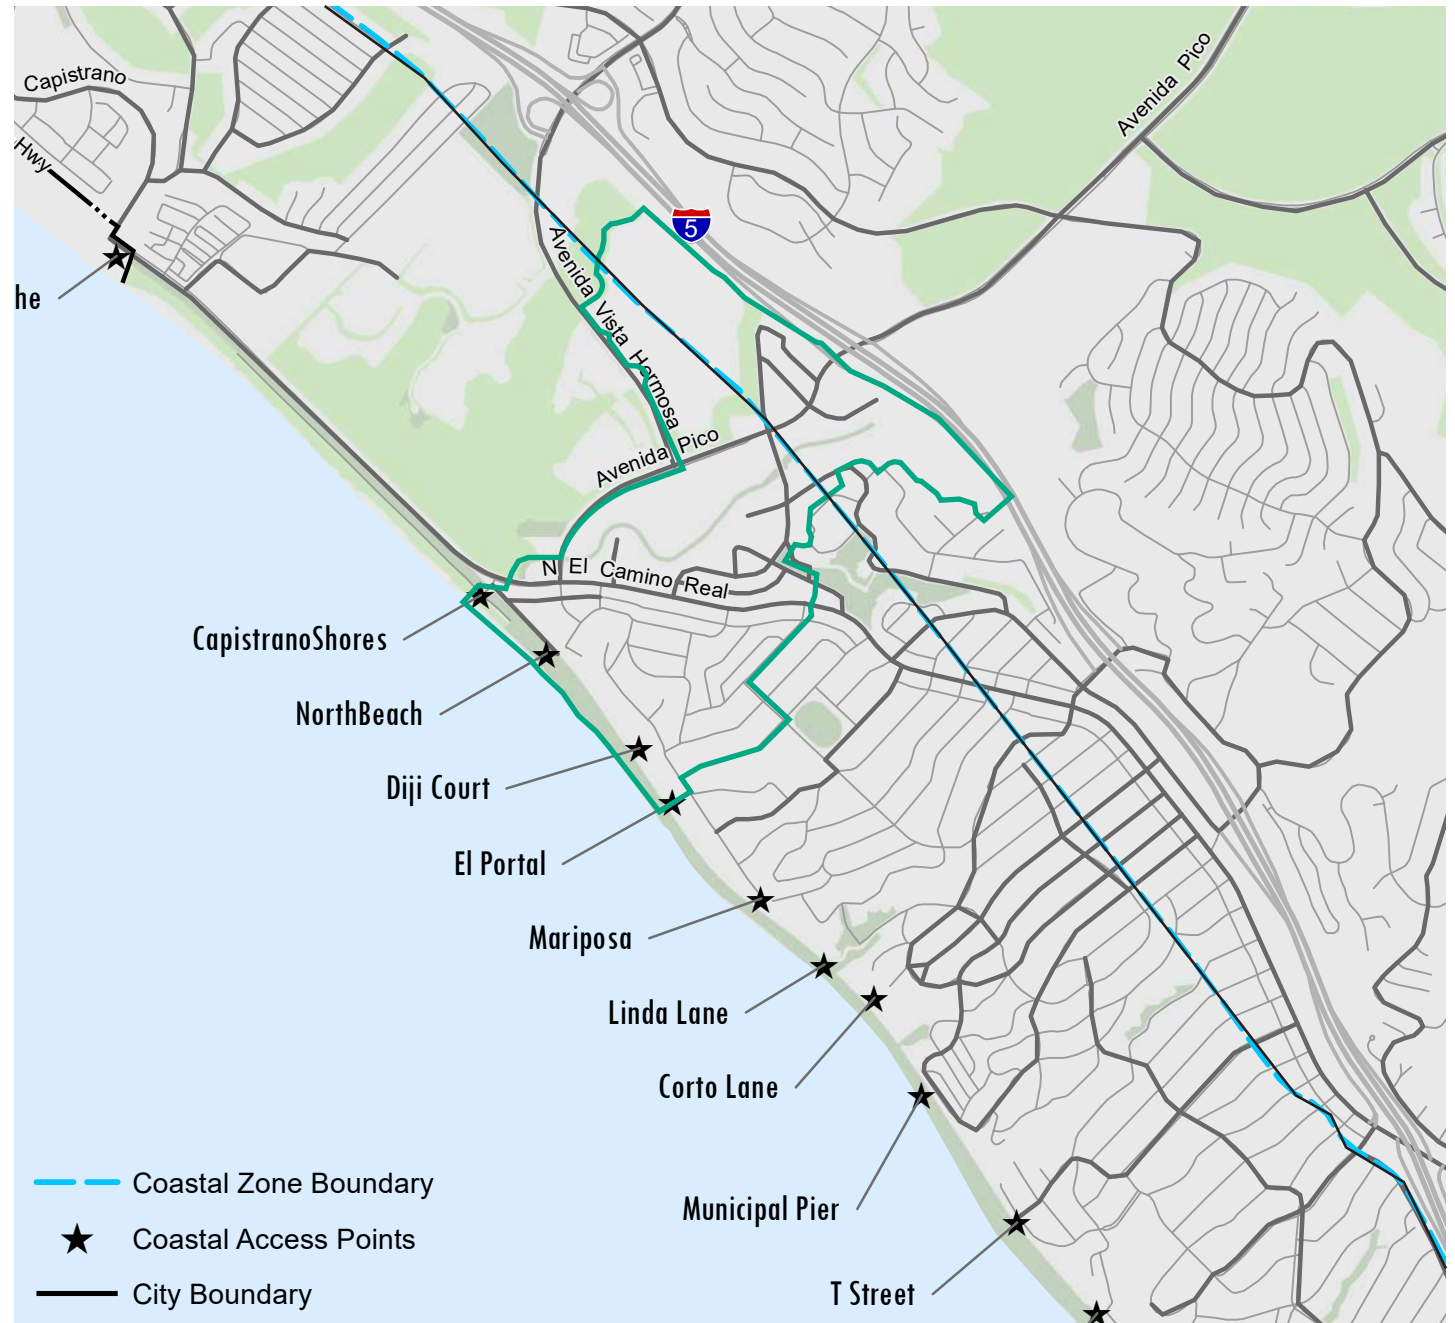 Capistrano
Hwy
Avenida Pico
5
he
Avenida Vista Hermosa
Avenida Pico
N El Camino Real
CapistranoShores
NorthBeach
Diji Court
El Portal
Mariposa
Linda Lane
Corto Lane
Municipal Pier
T Street
Coastal Zone Boundary
Coastal Access Points
City Boundary